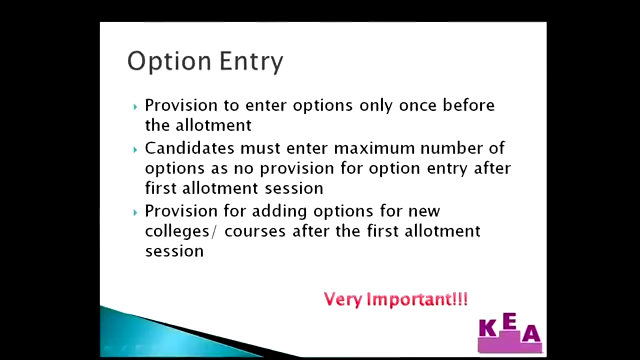 Option Entry
Provision to enter options only once before
the allotment
Candidates must enter maximum number of
options as no provision for option entry after
first allotment session
Provision for adding options for new
colleges/ courses after the first allotment
session
Very Important!!!
KEA